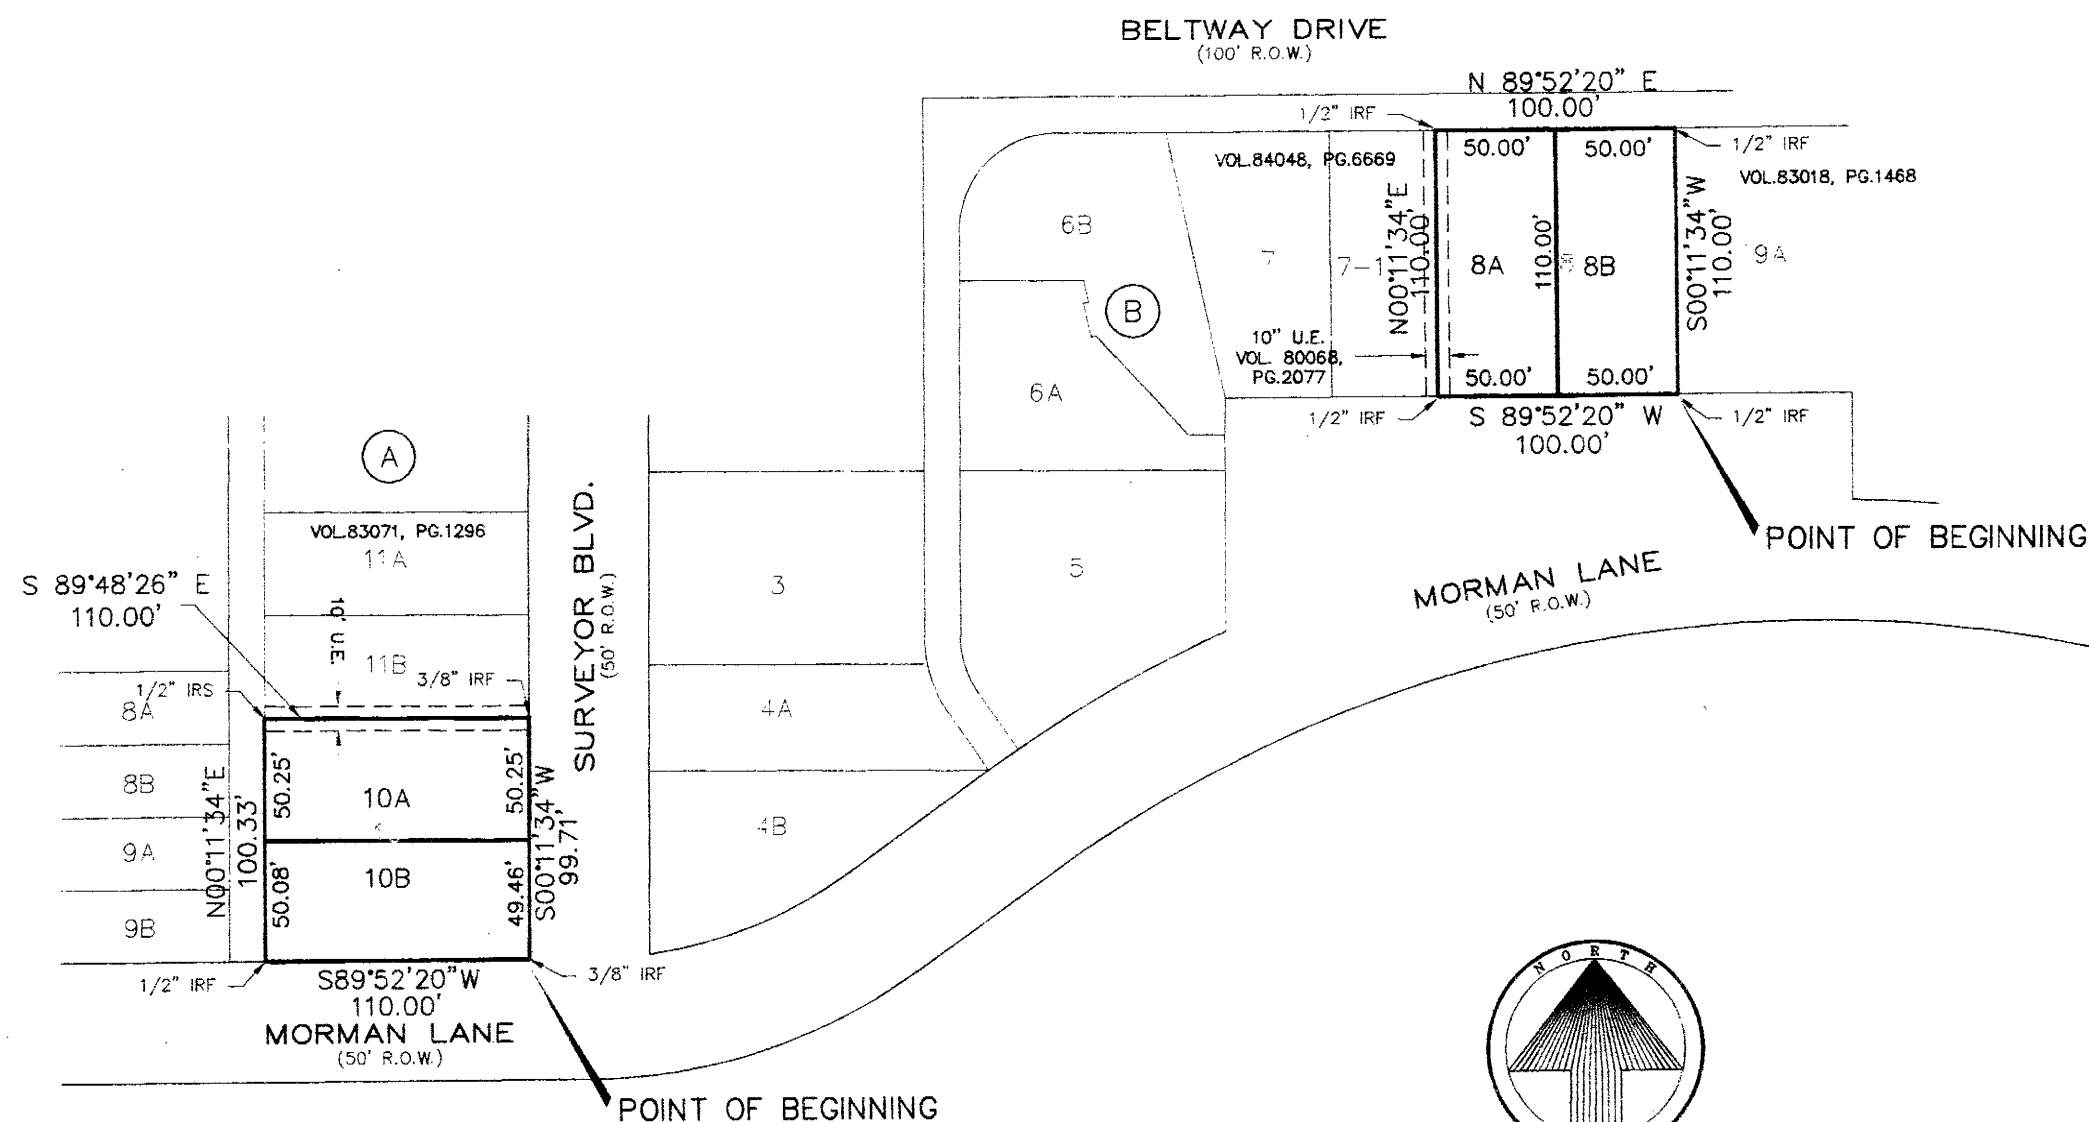 BELTWAY DRIVE
(100' R.O.W.)
N 89°52'20" E
100.00'
1/2" IRF
1/2" IRF
50.00'
50.00'
VOL.84048, PG.6669
VOL.83018, PG.1468
N00°11'34"E
110.00'
110.00'
S00°11'34"W
110.00'
6B
7
7-1
8A
8B
9A
B
10" U.E.
VOL. 80068,
PG.2077
6A
50.00'
50.00'
1/2" IRF
S 89°52'20" W
100.00'
1/2" IRF
POINT OF BEGINNING
A
VOL.83071, PG.1296
11A
SURVEYOR BLVD.
(50' R.O.W.)
3
5
MORMAN LANE
(50' R.O.W.)
S 89°48'26" E
110.00'
10' U.E.
11B
3/8" IRF
1/2" IRS
8A
4A
8B
N00°11'34"E
100.33'
50.25'
10A
50.25'
S00°11'34"W
99.71'
4B
9A
50.08'
10B
49.46'
9B
1/2" IRF
S89°52'20"W
110.00'
3/8" IRF
MORMAN LANE
(50' R.O.W.)
POINT OF BEGINNING
NORTH